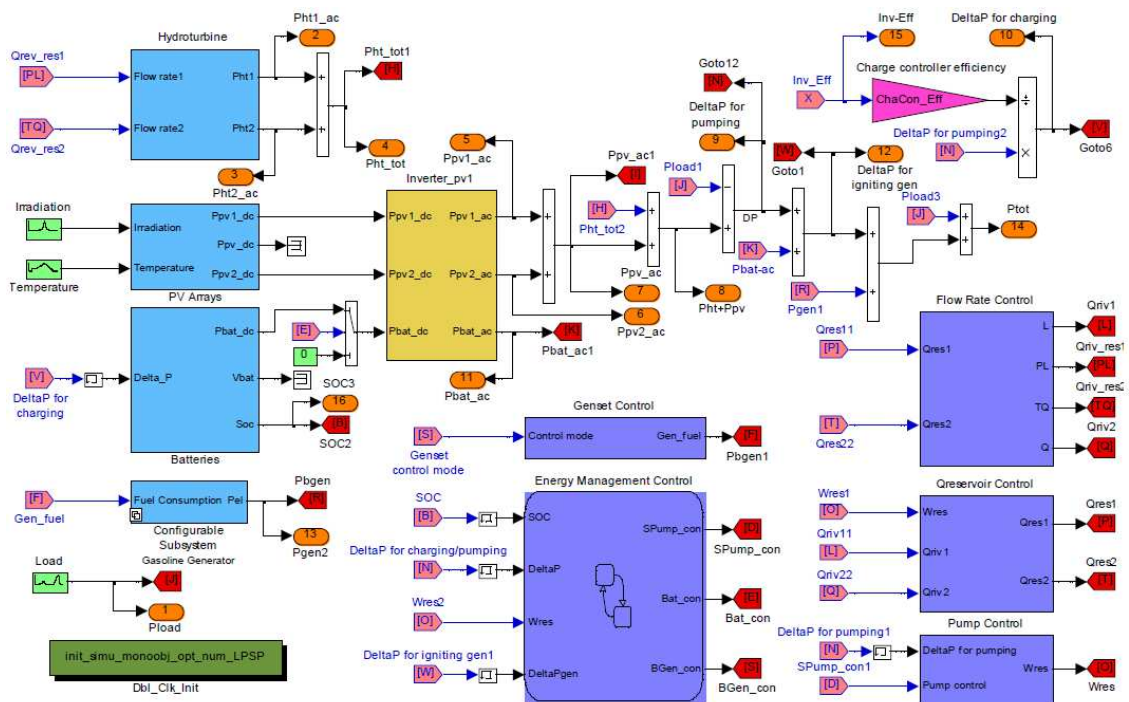 Pht1_ac
2
Hydroturbine
Qrev_res1
[PL]
Flow rate1
Pht1
+
+
Pht_tot1
[H]
[TQ]
Qrev_res2
Flow rate2
Pht2
4
Pht_tot
3
Pht2_ac
Inv-Eff
15
DeltaP for charging
10
Charge controller efficiency
Inv_Eff
X
ChaCon_Eff
÷
×
DeltaP for pumping2
[N]
[V]
Goto6
Goto12
[N]
DeltaP for
pumping
9
[W]
Goto1
12
DeltaP for
igniting gen
5
Ppv1_ac
Ppv_ac1
[I]
Pload1
[J]
−
+
DP
[H]
Pht_tot2
+
+
[K]
Pbat-ac
+
+
[R]
Pgen1
+
+
Pload3
[J]
+
+
Ptot
14
Irradiation
Irradiation
Ppv1_dc
Ppv_dc
Temperature
Temperature
Ppv2_dc
PV Arrays
Inverter_pv1
Ppv1_dc
Ppv1_ac
Ppv2_dc
Ppv2_ac
Pbat_dc
Pbat_ac
+
+
Ppv_ac
7
6
Ppv2_ac
8
Pht+Ppv
[K]
Pbat_ac1
11
Pbat_ac
Pbat_dc
[E]
0
[V]
DeltaP for
charging
Delta_P
Vbat
Soc
Batteries
SOC3
16
[B]
SOC2
Flow Rate Control
Qres11
[P]
Qres1
[T]
Qres22
Qres2
L
PL
TQ
Q
Qriv1
[L]
Qriv_res1
[PL]
Qriv_res2
[TQ]
Qriv2
[Q]
Genset Control
[S]
Genset
control mode
Control mode
Gen_fuel
[F]
Pbgen1
[F]
Gen_fuel
Fuel Consumption
Pel
Configurable
Subsystem
Pbgen
[R]
13
Pgen2
Load
Gasoline Generator
[J]
1
Pload
init_simu_monoobj_opt_num_LPSP
Dbl_Clk_Init
Energy Management Control
SOC
[B]
SOC
DeltaP for charging/pumping
[N]
DeltaP
Wres2
[O]
Wres
DeltaP for igniting gen1
[W]
DeltaPgen
SPump_con
Bat_con
BGen_con
[D]
SPump_con
[E]
Bat_con
[S]
BGen_con
Qreservoir Control
Wres1
[O]
Wres
Qriv11
[L]
Qriv 1
Qriv22
[Q]
Qriv 2
Qres1
Qres2
Qres1
[P]
Qres2
[T]
Pump Control
DeltaP for pumping1
[N]
SPump_con1
[D]
DeltaP for pumping
Pump control
Wres
[O]
Wres